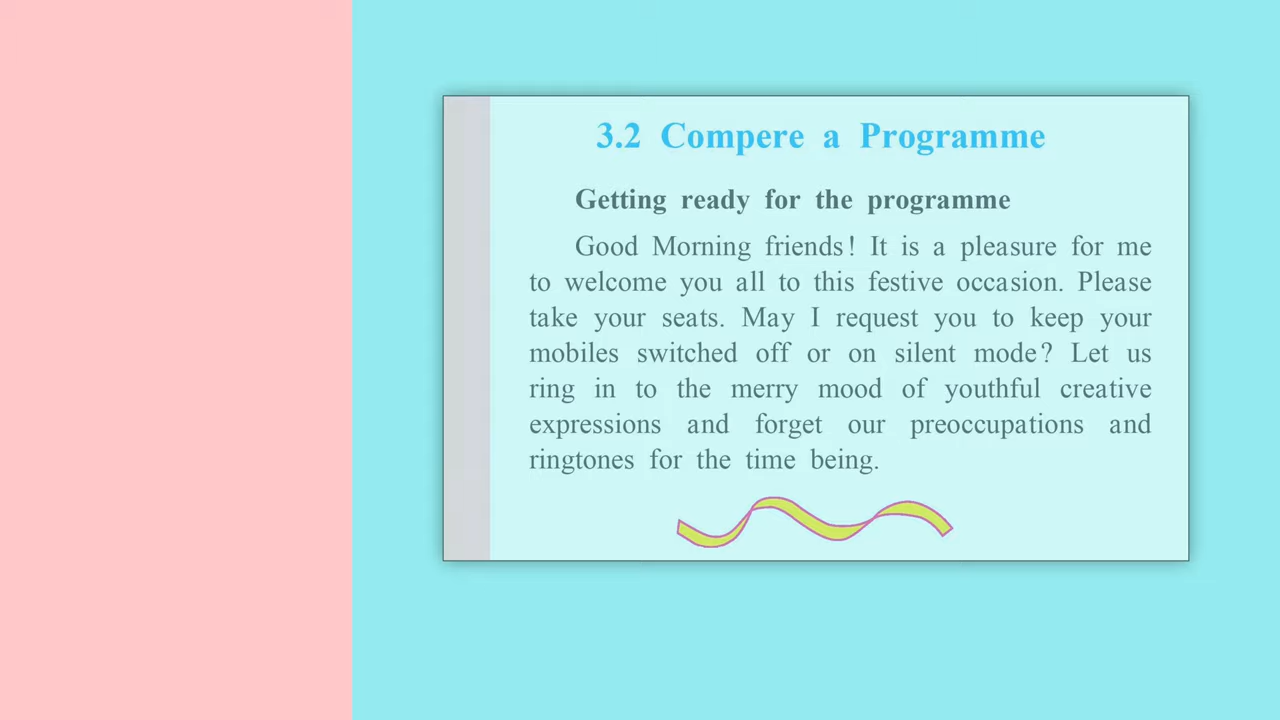 3.2 Compere a Programme
Getting ready for the programme
Good Morning friends! It is a pleasure for me
to welcome you all to this festive occasion. Please
take your seats. May I request you to keep your
mobiles switched off or on silent mode? Let us
ring in to the merry mood of youthful creative
expressions and forget our preoccupations and
ringtones for the time being.